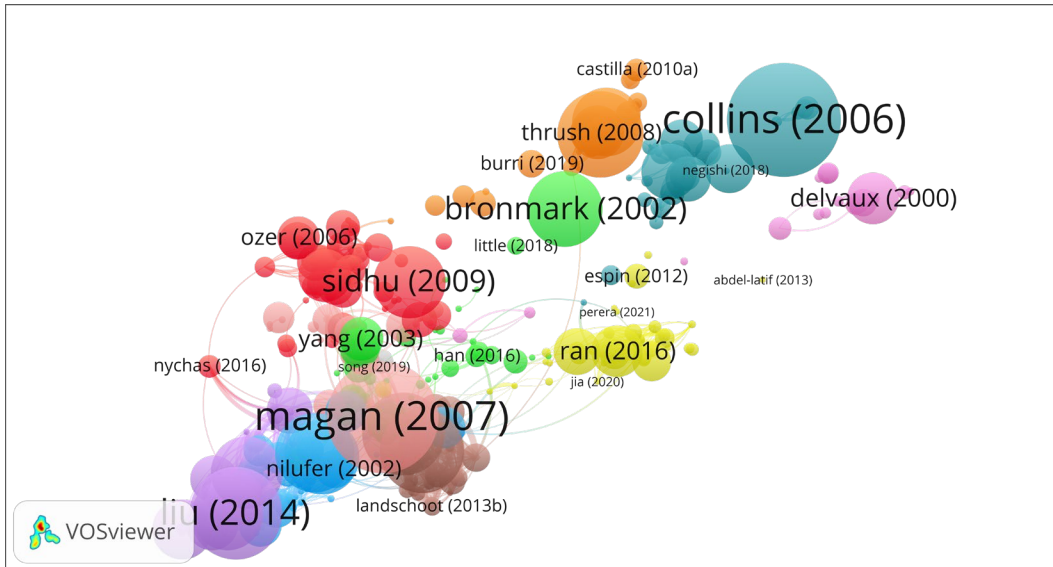 castilla (2010a)
collins (2006)
thrush (2008)
burri (2019)
negishi (2018)
delvaux (2000)
bronmark (2002)
ozer (2006)
little (2018)
sidhu (2009)
espin (2012)
abdel-latif (2013)
perera (2021)
yang (2003)
han (2016)
ran (2016)
nychas (2016)
song (2019)
jia (2020)
magan (2007)
nilufer (2002)
landschoot (2013b)
liu (2014)
VOSviewer